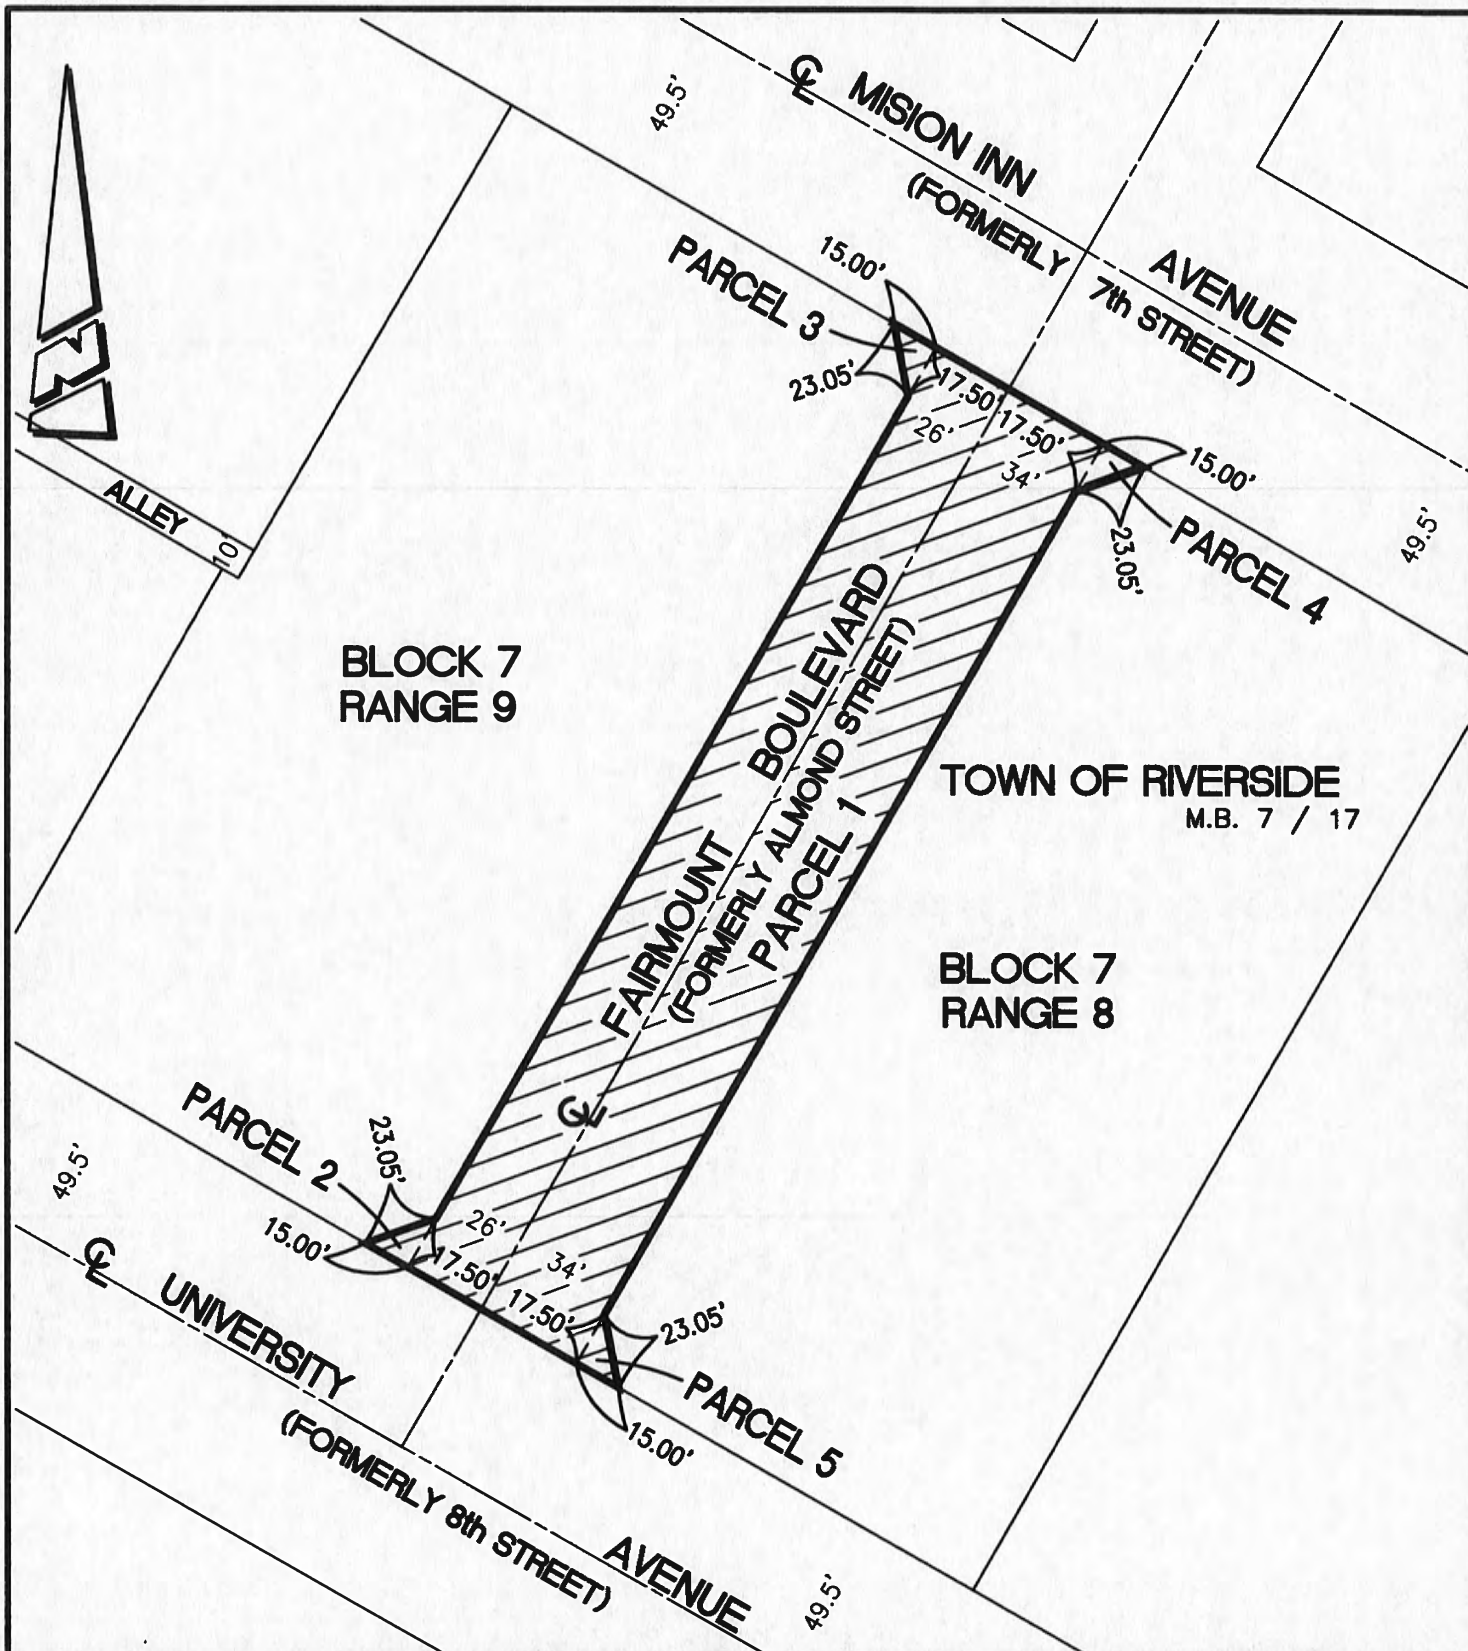 49.5'
CL MISION INN
(FORMERLY 7th STREET)
AVENUE
15.00'
PARCEL 3
23.05'
17.50'
17.50'
26'
34'
15.00'
23.05'
PARCEL 4
49.5'
ALLEY
10'
BLOCK 7
RANGE 9
FAIRMOUNT BOULEVARD
(FORMERLY ALMOND STREET)
PARCEL 1
CL
TOWN OF RIVERSIDE
M.B. 7 / 17
BLOCK 7
RANGE 8
PARCEL 2
23.05'
49.5'
15.00'
26'
17.50'
34'
17.50'
23.05'
PARCEL 5
15.00'
CL UNIVERSITY AVENUE
(FORMERLY 8th STREET)
49.5'
N